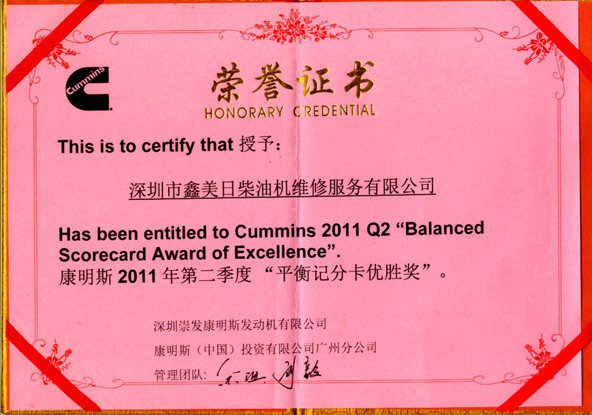 Cummins
荣誉证书
HONORARY CREDENTIAL
This is to certify that 授予：
深圳市鑫美日柴油机维修服务有限公司
Has been entitled to Cummins 2011 Q2 “Balanced
Scorecard Award of Excellence”.
康明斯 2011 年第二季度 “平衡记分卡优胜奖”。
深圳崇发康明斯发动机有限公司
康明斯（中国）投资有限公司广州分公司
管理团队: